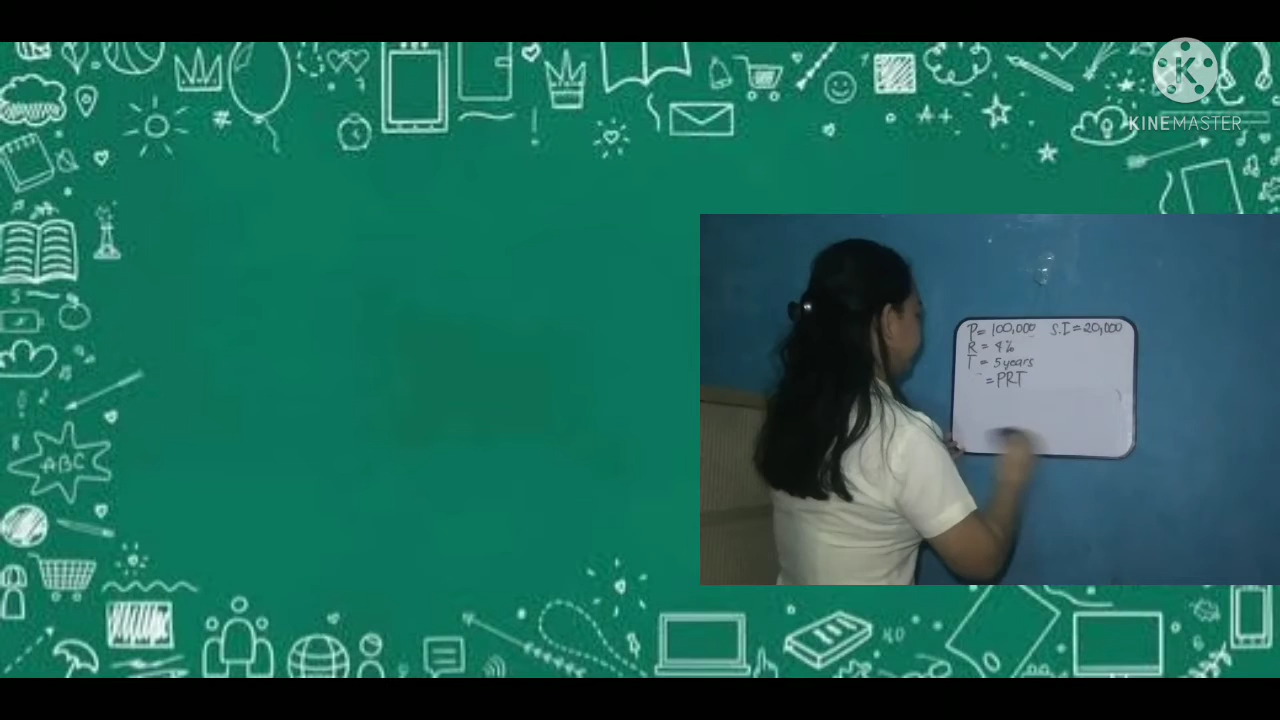 KINEMASTER
ABC
P= 100,000 S.I = 20,000
R = 4%
T = 5 years
= PRT